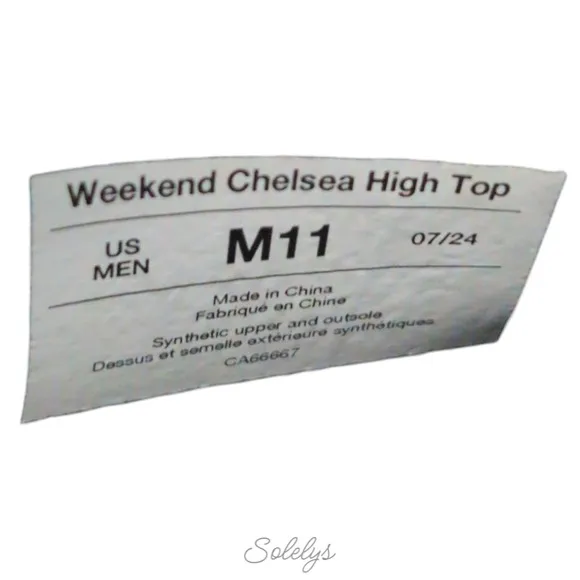 Weekend Chelsea High Top
US
MEN
M11
07/24
Made in China
Fabriqué en Chine
Synthetic upper and outsole
Dessus et semelle extérieure synthétiques
CA66667
Solelys